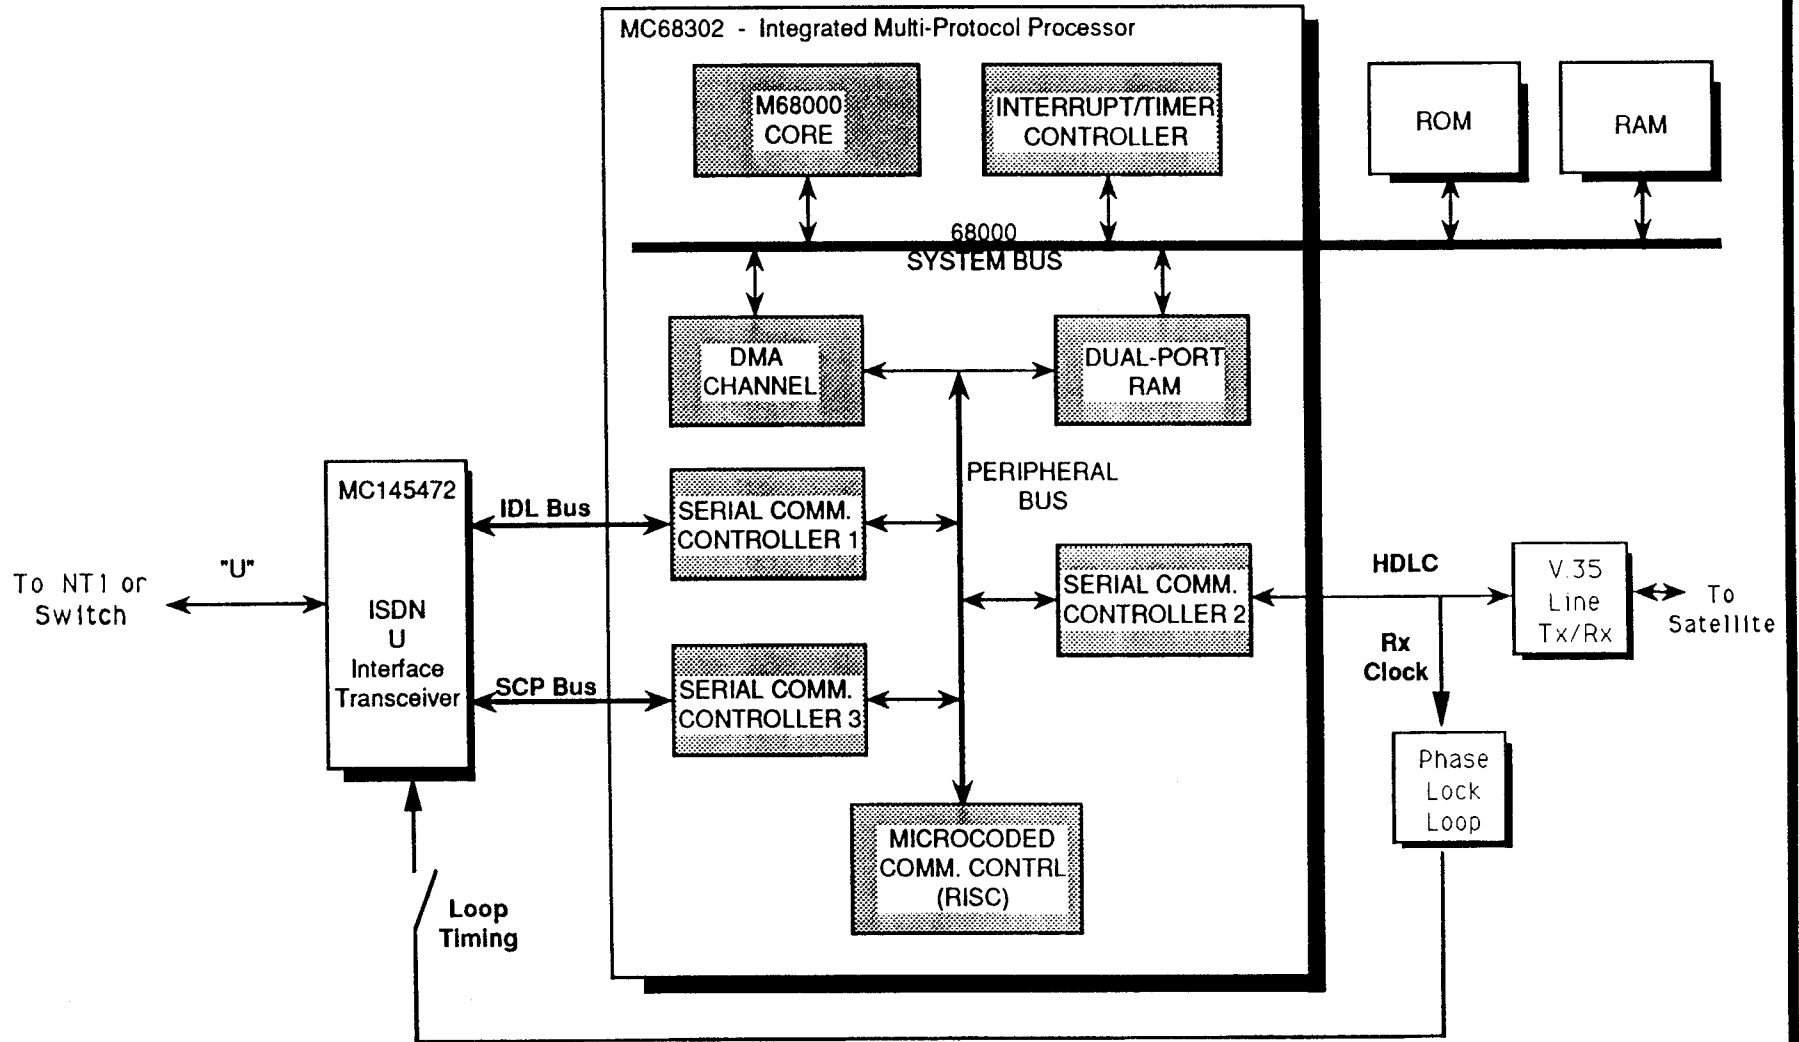 MC68302 - Integrated Multi-Protocol Processor
M68000
CORE
INTERRUPT/TIMER
CONTROLLER
ROM
RAM
68000
SYSTEM BUS
DMA
CHANNEL
DUAL-PORT
RAM
PERIPHERAL
BUS
MC145472
ISDN
U
Interface
Transceiver
IDL Bus
SERIAL COMM.
CONTROLLER 1
"U"
To NT1 or
Switch
SERIAL COMM.
CONTROLLER 2
HDLC
V.35
Line
Tx/Rx
To
Satellite
Rx
Clock
SCP Bus
SERIAL COMM.
CONTROLLER 3
Phase
Lock
Loop
MICROCODED
COMM. CONTRL
(RISC)
Loop
Timing